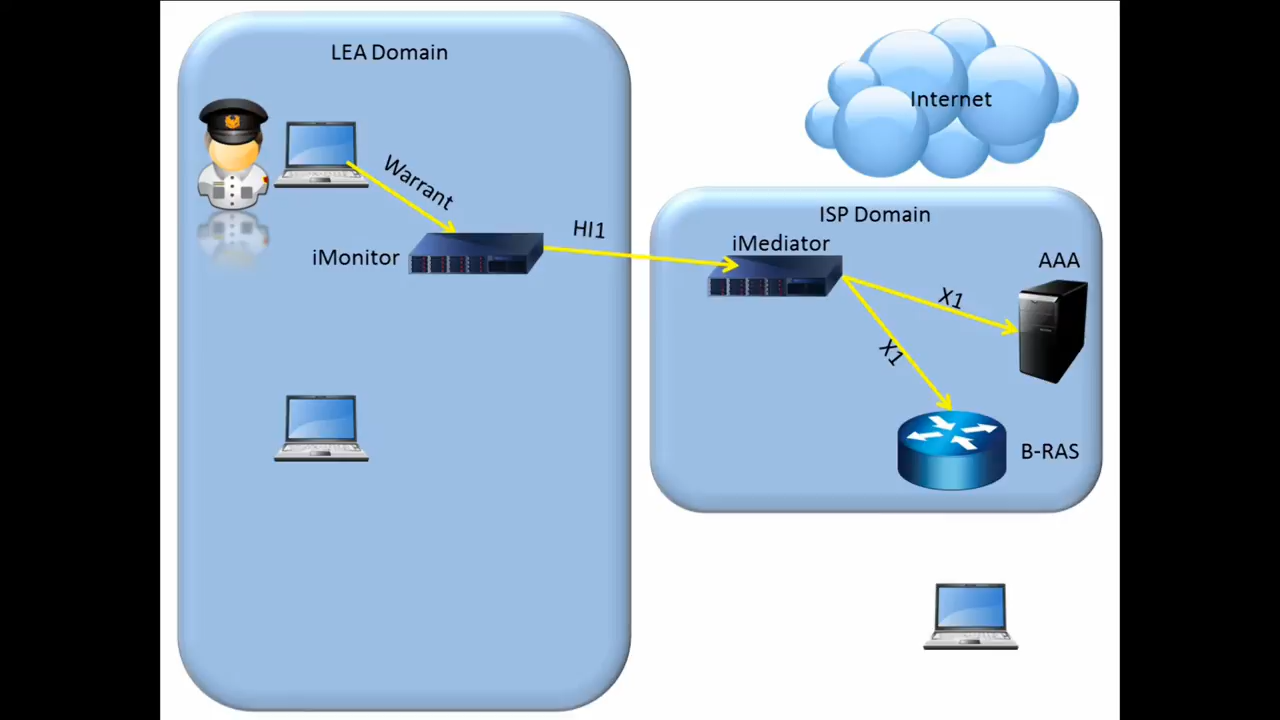 LEA Domain
Internet
Warrant
ISP Domain
HI1
iMediator
iMonitor
AAA
X1
X1
B-RAS